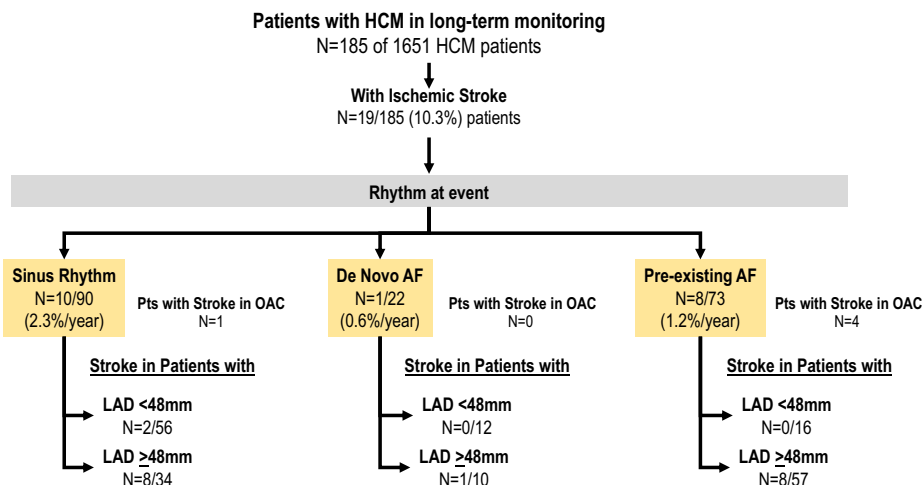 Patients with HCM in long-term monitoring
N=185 of 1651 HCM patients
With Ischemic Stroke
N=19/185 (10.3%) patients
Rhythm at event
Sinus Rhythm
N=10/90
(2.3%/year)
Pts with Stroke in OAC
N=1
De Novo AF
N=1/22
(0.6%/year)
Pts with Stroke in OAC
N=0
Pre-existing AF
N=8/73
(1.2%/year)
Pts with Stroke in OAC
N=4
Stroke in Patients with
LAD <48mm
N=2/56
LAD ≥48mm
N=8/34
Stroke in Patients with
LAD <48mm
N=0/12
LAD ≥48mm
N=1/10
Stroke in Patients with
LAD <48mm
N=0/16
LAD ≥48mm
N=8/57